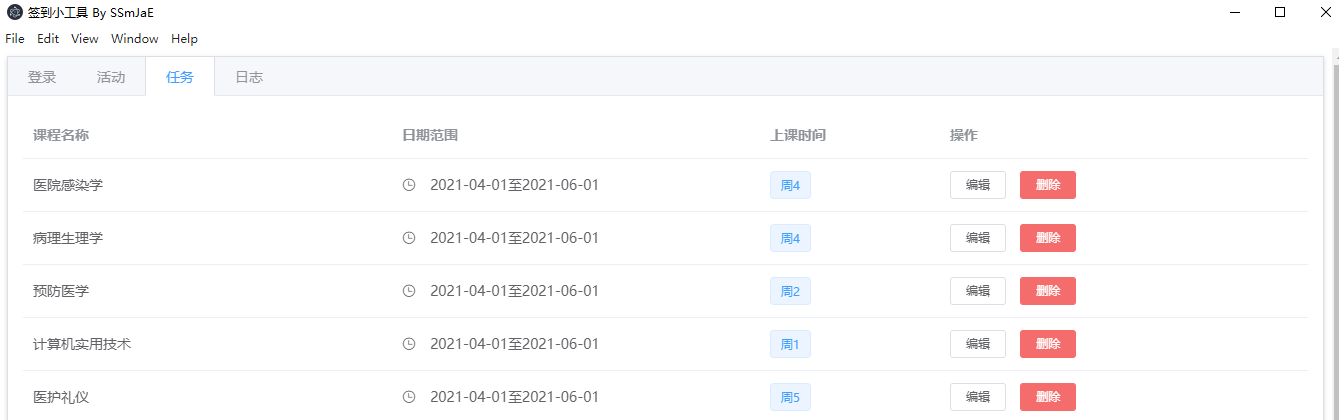 签到小工具 By SSmJaE
File Edit View Window Help
登录 活动 任务 日志
课程名称 日期范围 上课时间 操作
医院感染学 2021-04-01至2021-06-01 周4 编辑 删除
病理生理学 2021-04-01至2021-06-01 周4 编辑 删除
预防医学 2021-04-01至2021-06-01 周2 编辑 删除
计算机实用技术 2021-04-01至2021-06-01 周1 编辑 删除
医护礼仪 2021-04-01至2021-06-01 周5 编辑 删除